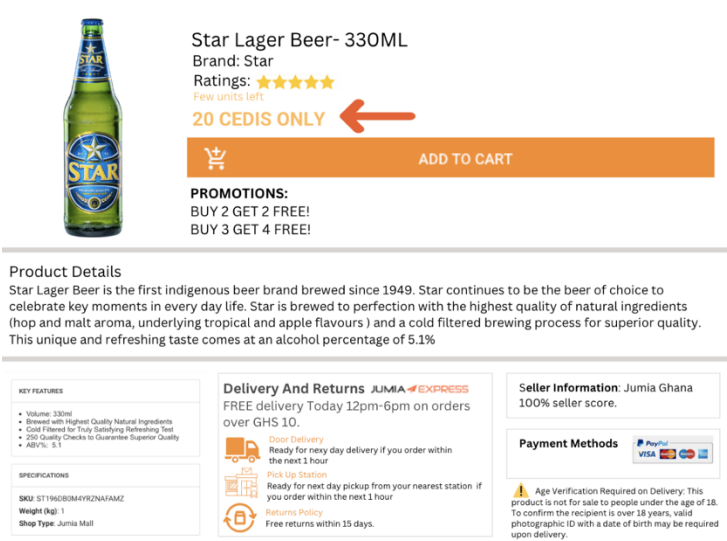 Star Lager Beer- 330ML
Brand: Star
Ratings:
Few units left
20 CEDIS ONLY
ADD TO CART
PROMOTIONS:
BUY 2 GET 2 FREE!
BUY 3 GET 4 FREE!
STAR
STAR
Product Details
Star Lager Beer is the first indigenous beer brand brewed since 1949. Star continues to be the beer of choice to
celebrate key moments in every day life. Star is brewed to perfection with the highest quality of natural ingredients
(hop and malt aroma, underlying tropical and apple flavours ) and a cold filtered brewing process for superior quality.
This unique and refreshing taste comes at an alcohol percentage of 5.1%
KEY FEATURES
• Volume: 330ml
• Brewed with Highest Quality Natural Ingredients
• Cold Filtered for Truly Satisfying Refreshing Test
• 250 Quality Checks to Guarantee Superior Quality
• ABV%: 5.1
SPECIFICATIONS
SKU: ST196DB0M4YRZNAFAMZ
Weight (kg): 1
Shop Type: Jumia Mall
Delivery And Returns JUMIA EXPRESS
FREE delivery Today 12pm-6pm on orders
over GHS 10.
Door Delivery
Ready for nexy day delivery if you order within
the next 1 hour
Pick Up Station
Ready for next day pickup from your nearest station if
you order within the next 1 hour
Returns Policy
Free returns within 15 days.
Seller Information: Jumia Ghana
100% seller score.
Payment Methods
PayPal
VISA
Age Verification Required on Delivery: This
product is not for sale to people under the age of 18.
To confirm the recipient is over 18 years, valid
photographic ID with a date of birth may be required
upon delivery.